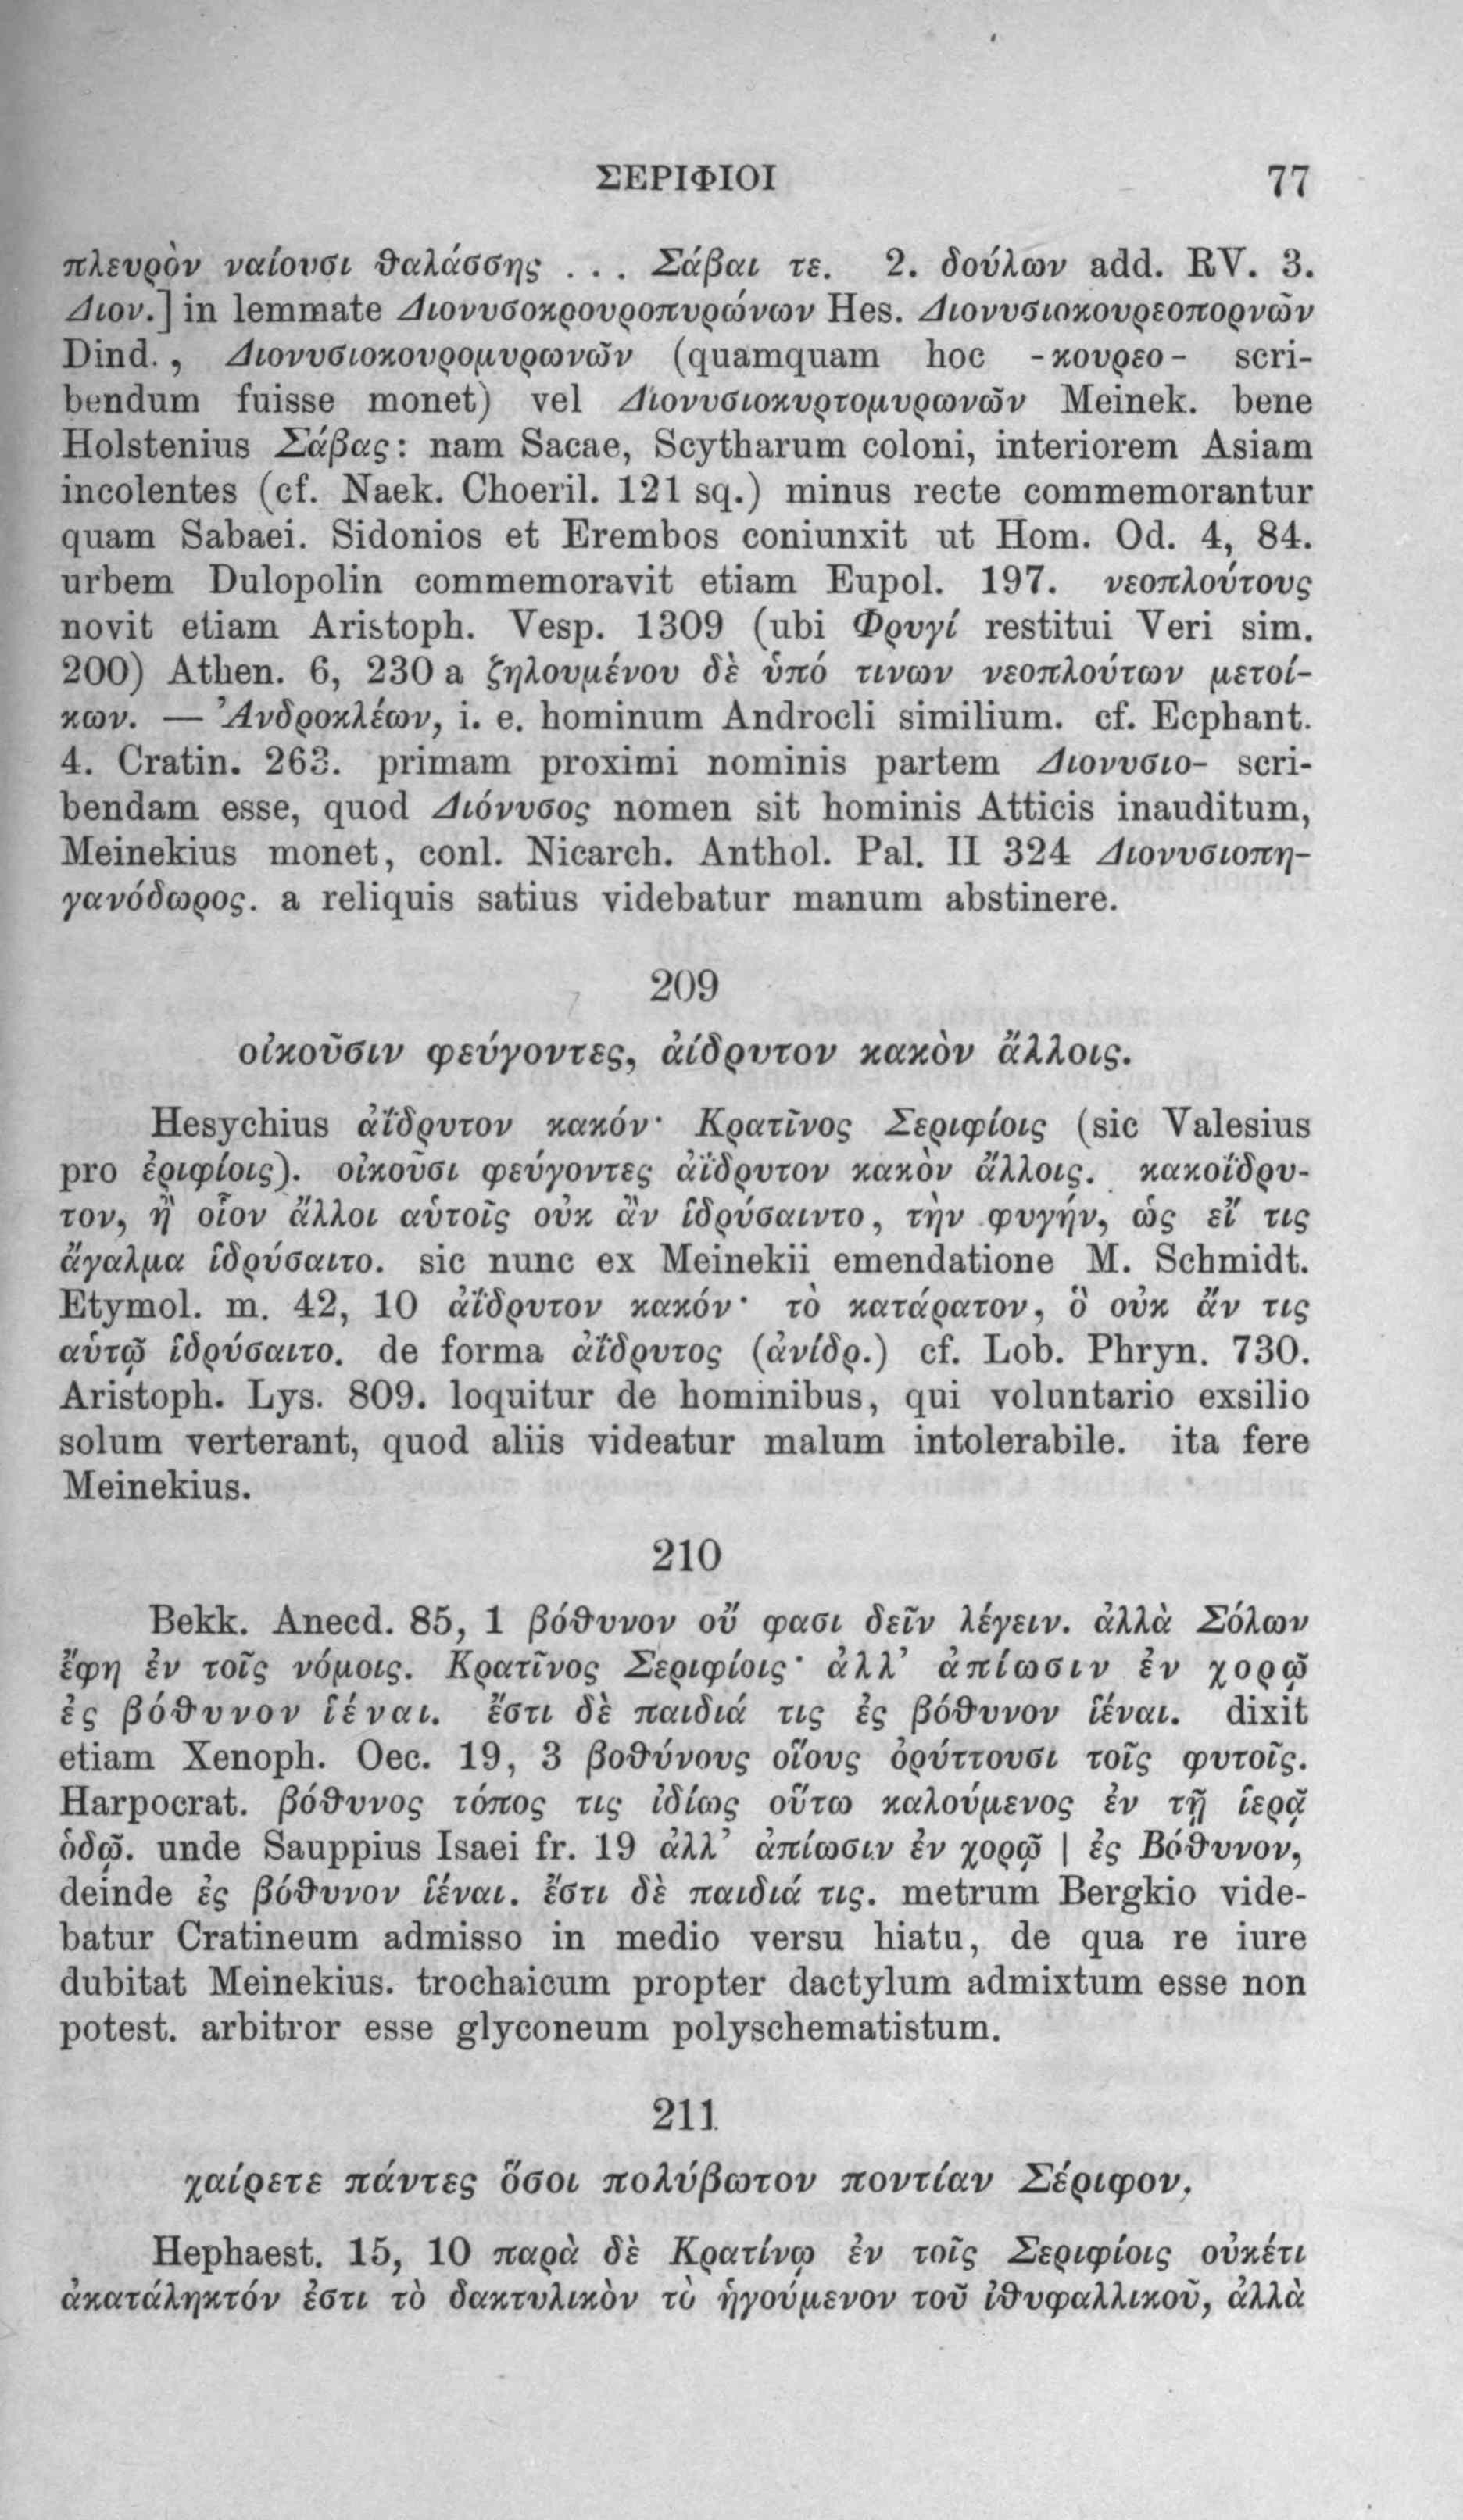 ΣΕΡΙΦΙΟΙ 77
πλευρὸν ναίουσι θαλάσσης . . . Σάβαι τε. 2. δούλων add. RV. 3.
Διον.] in lemmate Διονυσοκρουροπυρώνων Hes. Διονυσιοκουρεοπορνῶν
Dind., Διονυσιοκουρομυρωνῶν (quamquam hoc -κουρεο- scri-
bendum fuisse monet) vel Διονυσιοκυρτομυρωνῶν Meinek. bene
Holstenius Σάβας: nam Sacae, Scytharum coloni, interiorem Asiam
incolentes (cf. Naek. Choeril. 121 sq.) minus recte commemorantur
quam Sabaei. Sidonios et Erembos coniunxit ut Hom. Od. 4, 84.
urbem Dulopolin commemoravit etiam Eupol. 197. νεοπλούτους
novit etiam Aristoph. Vesp. 1309 (ubi Φρυγί restitui Veri sim.
200) Athen. 6, 230 a ζηλουμένου δὲ ὑπό τινων νεοπλούτων μετοί-
κων. — Ἀνδροκλέων, i. e. hominum Androcli similium. cf. Ecphant.
4. Cratin. 263. primam proximi nominis partem Διονυσιο- scri-
bendam esse, quod Διόνυσος nomen sit hominis Atticis inauditum,
Meinekius monet, conl. Nicarch. Anthol. Pal. II 324 Διονυσιοπη-
γανόδωρος. a reliquis satius videbatur manum abstinere.
209
οἰκοῦσιν φεύγοντες, ἀίδρυτον κακὸν ἄλλοις.
Hesychius ἀΐδρυτον κακόν· Κρατῖνος Σεριφίοις (sic Valesius
pro ἐριφίοις). οἰκοῦσι φεύγοντες ἀΐδρυτον κακὸν ἄλλοις. κακοΐδρυ-
τον, ἢ οἷον ἄλλοι αὑτοῖς οὐκ ἂν ἱδρύσαιντο, τὴν φυγήν, ὡς εἴ τις
ἄγαλμα ἱδρύσαιτο. sic nunc ex Meinekii emendatione M. Schmidt.
Etymol. m. 42, 10 ἀΐδρυτον κακόν· τὸ κατάρατον, ὃ οὐκ ἄν τις
αὑτῷ ἱδρύσαιτο. de forma ἀΐδρυτος (ἀνίδρ.) cf. Lob. Phryn. 730.
Aristoph. Lys. 809. loquitur de hominibus, qui voluntario exsilio
solum verterant, quod aliis videatur malum intolerabile. ita fere
Meinekius.
210
Bekk. Anecd. 85, 1 βόθυνον οὔ φασι δεῖν λέγειν. ἀλλὰ Σόλων
ἔφη ἐν τοῖς νόμοις. Κρατῖνος Σεριφίοις· ἀλλ’ ἀπίωσιν ἐν χορῷ
ἐς βόθυνον ἱέναι. ἔστι δὲ παιδιά τις ἐς βόθυνον ἱέναι. dixit
etiam Xenoph. Oec. 19, 3 βοθύνους οἵους ὀρύττουσι τοῖς φυτοῖς.
Harpocrat. βόθυνος τόπος τις ἰδίως οὕτω καλούμενος ἐν τῇ ἱερᾷ
ὁδῷ. unde Sauppius Isaei fr. 19 ἀλλ’ ἀπίωσιν ἐν χορῷ | ἐς Βόθυνον,
deinde ἐς βόθυνον ἱέναι. ἔστι δὲ παιδιά τις. metrum Bergkio vide-
batur Cratineum admisso in medio versu hiatu, de qua re iure
dubitat Meinekius. trochaicum propter dactylum admixtum esse non
potest. arbitror esse glyconeum polyschematistum.
211
χαίρετε πάντες ὅσοι πολύβωτον ποντίαν Σέριφον.
Hephaest. 15, 10 παρὰ δὲ Κρατίνῳ ἐν τοῖς Σεριφίοις οὐκέτι
ἀκατάληκτόν ἐστι τὸ δακτυλικὸν τὸ ἡγούμενον τοῦ ἰθυφαλλικοῦ, ἀλλὰ